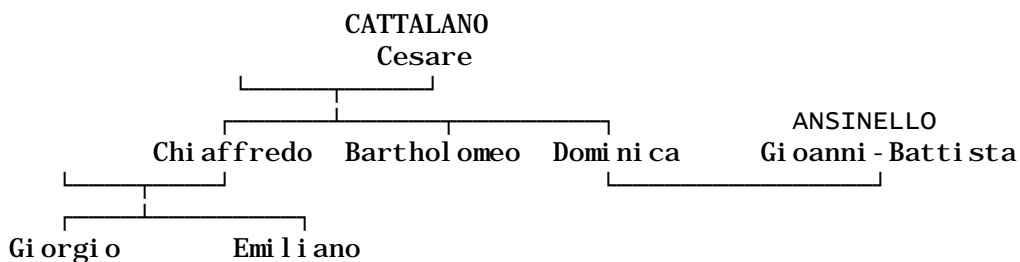 CATTALANO
Cesare
ANSINELLO
Chiaffredo Bartholomeo Dominica Gioanni-Battista
Giorgio Emiliano